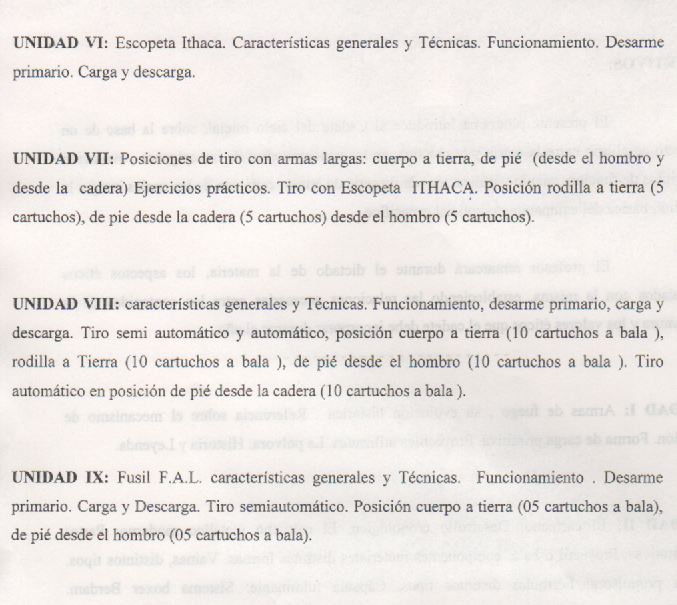 UNIDAD VI: Escopeta Ithaca. Características generales y Técnicas. Funcionamiento. Desarme
primario. Carga y descarga.
UNIDAD VII: Posiciones de tiro con armas largas: cuerpo a tierra, de pié (desde el hombro y
desde la cadera) Ejercicios prácticos. Tiro con Escopeta ITHACA. Posición rodilla a tierra (5
cartuchos), de pie desde la cadera (5 cartuchos) desde el hombro (5 cartuchos).
UNIDAD VIII: características generales y Técnicas. Funcionamiento, desarme primario, carga y
descarga. Tiro semi automático y automático, posición cuerpo a tierra (10 cartuchos a bala ),
rodilla a Tierra (10 cartuchos a bala ), de pié desde el hombro (10 cartuchos a bala ). Tiro
automático en posición de pié desde la cadera (10 cartuchos a bala ).
UNIDAD IX: Fusil F.A.L. características generales y Técnicas. Funcionamiento . Desarme
primario. Carga y Descarga. Tiro semiautomático. Posición cuerpo a tierra (05 cartuchos a bala),
de pié desde el hombro (05 cartuchos a bala).